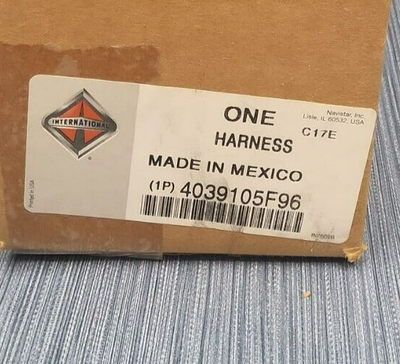 INTERNATIONAL
®
ONE
Navistar, Inc.
Lisle, IL 60532, USA
HARNESS
C17E
MADE IN MEXICO
(1P) 4039105F96
Printed in USA